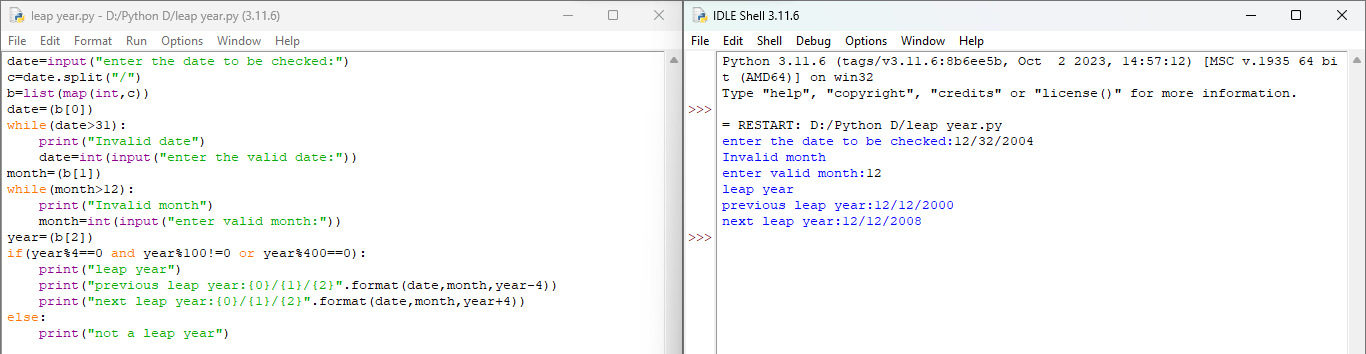 leap year.py - D:/Python D/leap year.py (3.11.6)
File Edit Format Run Options Window Help
date=input("enter the date to be checked:")
c=date.split("/")
b=list(map(int,c))
date=(b[0])
while(date>31):
    print("Invalid date")
    date=int(input("enter the valid date:"))
month=(b[1])
while(month>12):
    print("Invalid month")
    month=int(input("enter valid month:"))
year=(b[2])
if(year%4==0 and year%100!=0 or year%400==0):
    print("leap year")
    print("previous leap year:{0}/{1}/{2}".format(date,month,year-4))
    print("next leap year:{0}/{1}/{2}".format(date,month,year+4))
else:
    print("not a leap year")
IDLE Shell 3.11.6
File Edit Shell Debug Options Window Help
Python 3.11.6 (tags/v3.11.6:8b6ee5b, Oct  2 2023, 14:57:12) [MSC v.1935 64 bi
t (AMD64)] on win32
Type "help", "copyright", "credits" or "license()" for more information.
>>>
= RESTART: D:/Python D/leap year.py
enter the date to be checked:12/32/2004
Invalid month
enter valid month:12
leap year
previous leap year:12/12/2000
next leap year:12/12/2008
>>>